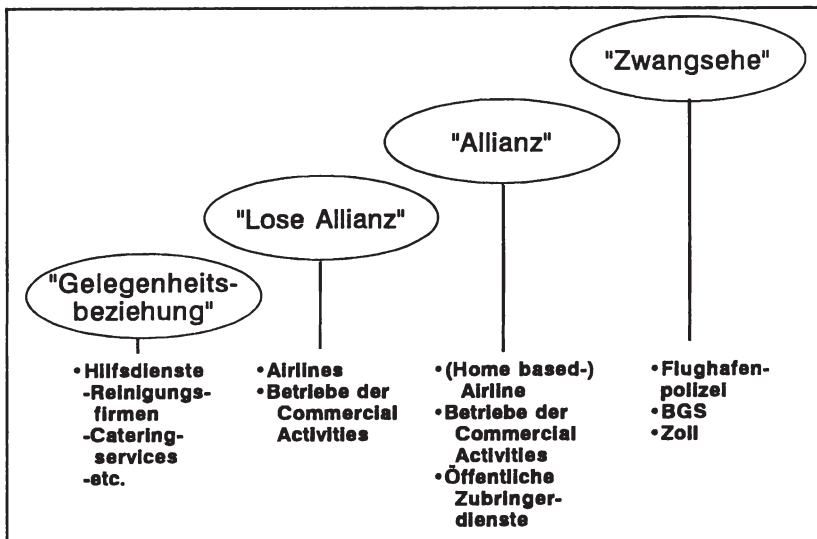 "Zwangsehe"
"Allianz"
"Lose Allianz"
"Gelegenheits-
beziehung"
•Hilfsdienste
-Reinigungs-
firmen
-Catering-
services
-etc.
•Airlines
•Betriebe der
Commercial
Activities
•(Home based-)
Airline
•Betriebe der
Commercial
Activities
•Öffentliche
Zubringer-
dienste
•Flughafen-
polizei
•BGS
•Zoll